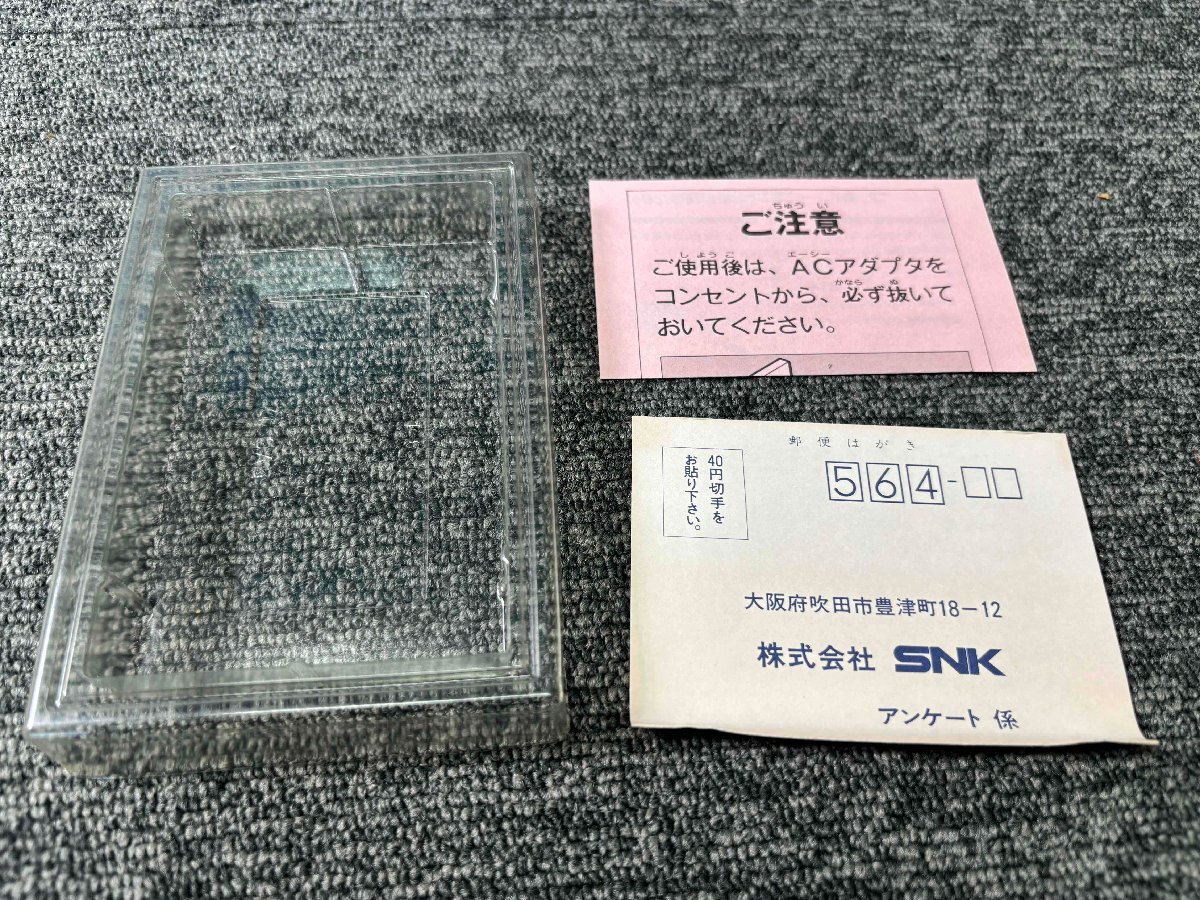 ちゅうい
ご注意
しようご エーシー
ご使用後は、ACアダプタを
かなら ぬ
コンセントから、必ず抜いて
おいてください。
郵便はがき
40円切手を
お貼り下さい。
564-□□
大阪府吹田市豊津町18-12
株式会社 SNK
アンケート 係